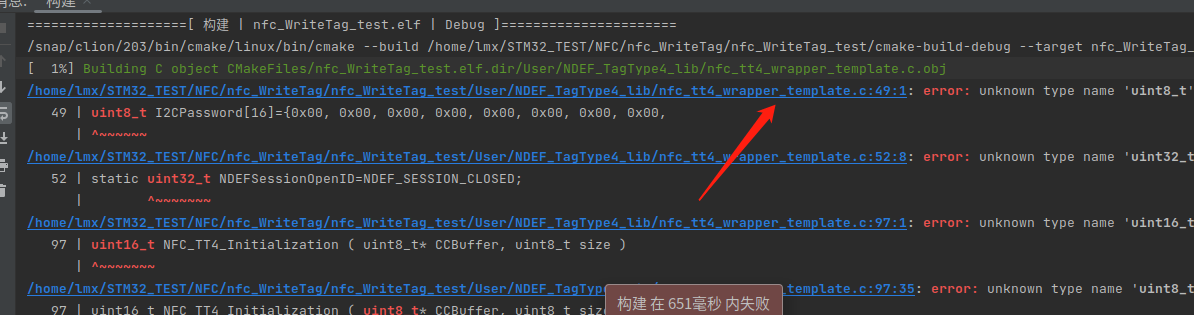 消息: 构建 ×
====================[ 构建 | nfc_WriteTag_test.elf | Debug ]======================
/snap/clion/203/bin/cmake/linux/bin/cmake --build /home/lmx/STM32_TEST/NFC/nfc_WriteTag/nfc_WriteTag_test/cmake-build-debug --target nfc_WriteTag_
[  1%] Building C object CMakeFiles/nfc_WriteTag_test.elf.dir/User/NDEF_TagType4_lib/nfc_tt4_wrapper_template.c.obj
/home/lmx/STM32_TEST/NFC/nfc_WriteTag/nfc_WriteTag_test/User/NDEF_TagType4_lib/nfc_tt4_wrapper_template.c:49:1: error: unknown type name 'uint8_t'
49 | uint8_t I2CPassword[16]={0x00, 0x00, 0x00, 0x00, 0x00, 0x00, 0x00, 0x00,
| ^~~~~~~
/home/lmx/STM32_TEST/NFC/nfc_WriteTag/nfc_WriteTag_test/User/NDEF_TagType4_lib/nfc_tt4_wrapper_template.c:52:8: error: unknown type name 'uint32_t
52 | static uint32_t NDEFSessionOpenID=NDEF_SESSION_CLOSED;
| ^~~~~~~~
/home/lmx/STM32_TEST/NFC/nfc_WriteTag/nfc_WriteTag_test/User/NDEF_TagType4_lib/nfc_tt4_wrapper_template.c:97:1: error: unknown type name 'uint16_t
97 | uint16_t NFC_TT4_Initialization ( uint8_t* CCBuffer, uint8_t size )
| ^~~~~~~~
/home/lmx/STM32_TEST/NFC/nfc_WriteTag/nfc_WriteTag_test/User/NDEF_TagType4_lib/nfc_tt4_wrapper_template.c:97:35: error: unknown type name 'uint8_t
97 | uint16_t NFC_TT4_Initialization ( uint8_t* CCBuffer, uint8_t size
构建 在 651毫秒 内失败